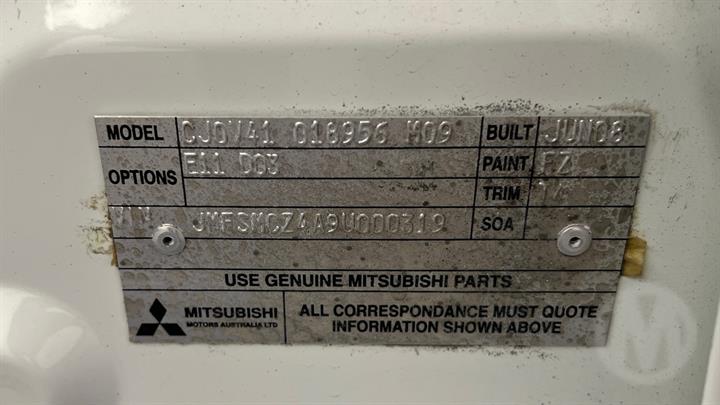 MODEL CJ0V41 018956 M09 BUILT JUN08
OPTIONS E11 D03 PAINT FZ
TRIM 14
VIN JMFSMCZ4A9U000319 SOA
USE GENUINE MITSUBISHI PARTS
MITSUBISHI
MOTORS AUSTRALIA LTD
ALL CORRESPONDANCE MUST QUOTE
INFORMATION SHOWN ABOVE
M